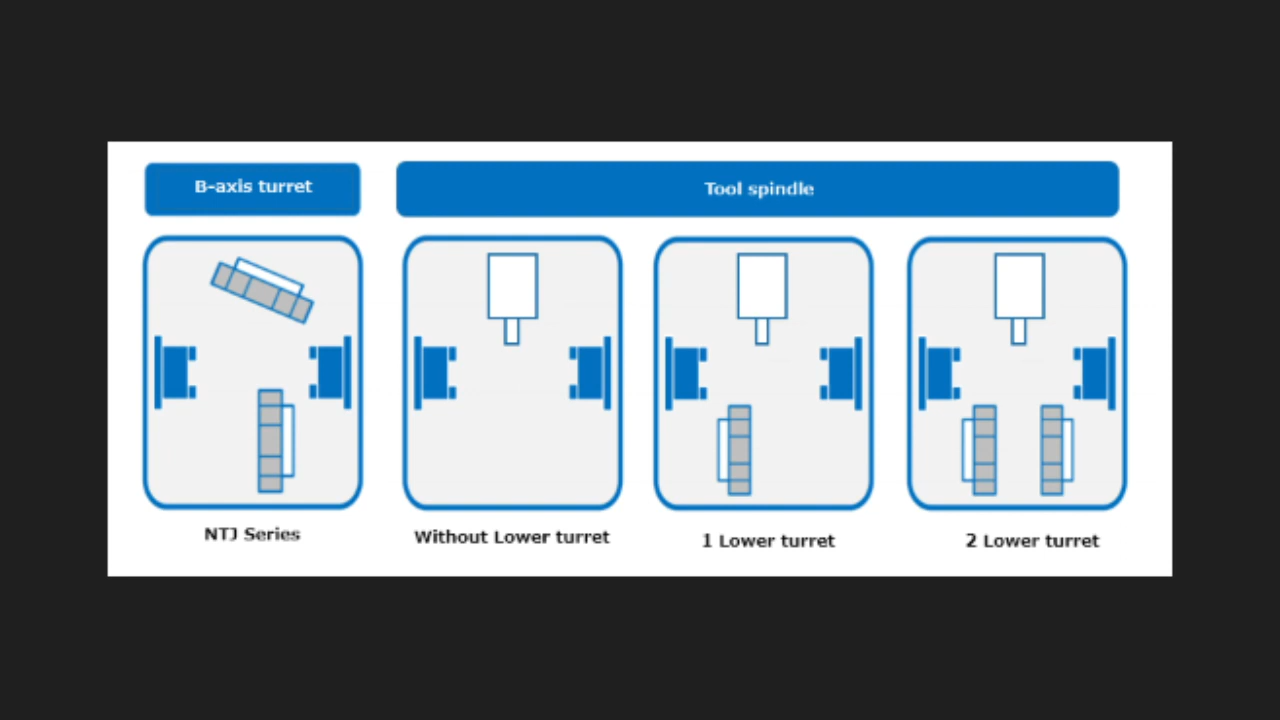 B-axis turret
Tool spindle
NTJ Series
Without Lower turret
1 Lower turret
2 Lower turret